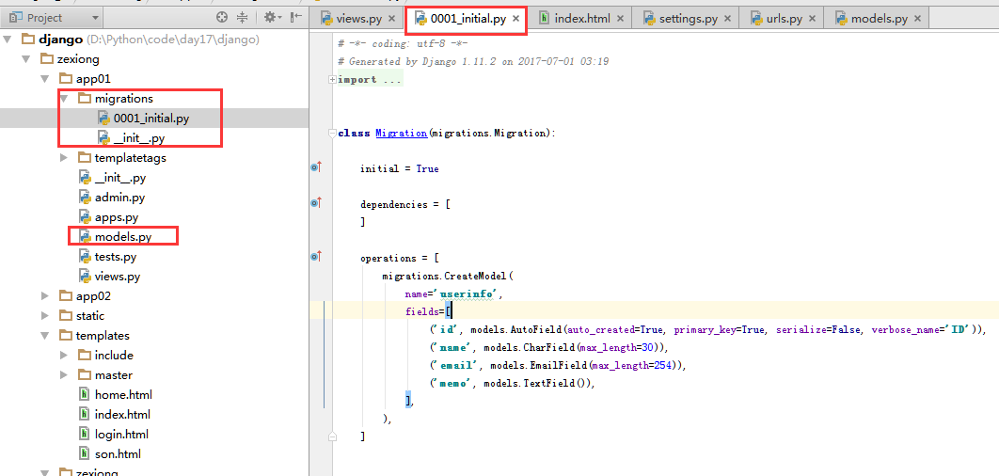 Project
views.py
0001_initial.py
index.html
settings.py
urls.py
models.py
django (D:\Python\code\day17\django)
zexiong
app01
migrations
0001_initial.py
__init__.py
templatetags
__init__.py
admin.py
apps.py
models.py
tests.py
views.py
app02
static
templates
include
master
home.html
index.html
login.html
son.html
zexiong
# -*- coding: utf-8 -*-
# Generated by Django 1.11.2 on 2017-07-01 03:19
import ...
class Migration(migrations.Migration):
initial = True
dependencies = [
]
operations = [
migrations.CreateModel(
name='userinfo',
fields=[
('id', models.AutoField(auto_created=True, primary_key=True, serialize=False, verbose_name='ID')),
('name', models.CharField(max_length=30)),
('email', models.EmailField(max_length=254)),
('memo', models.TextField()),
],
),
]